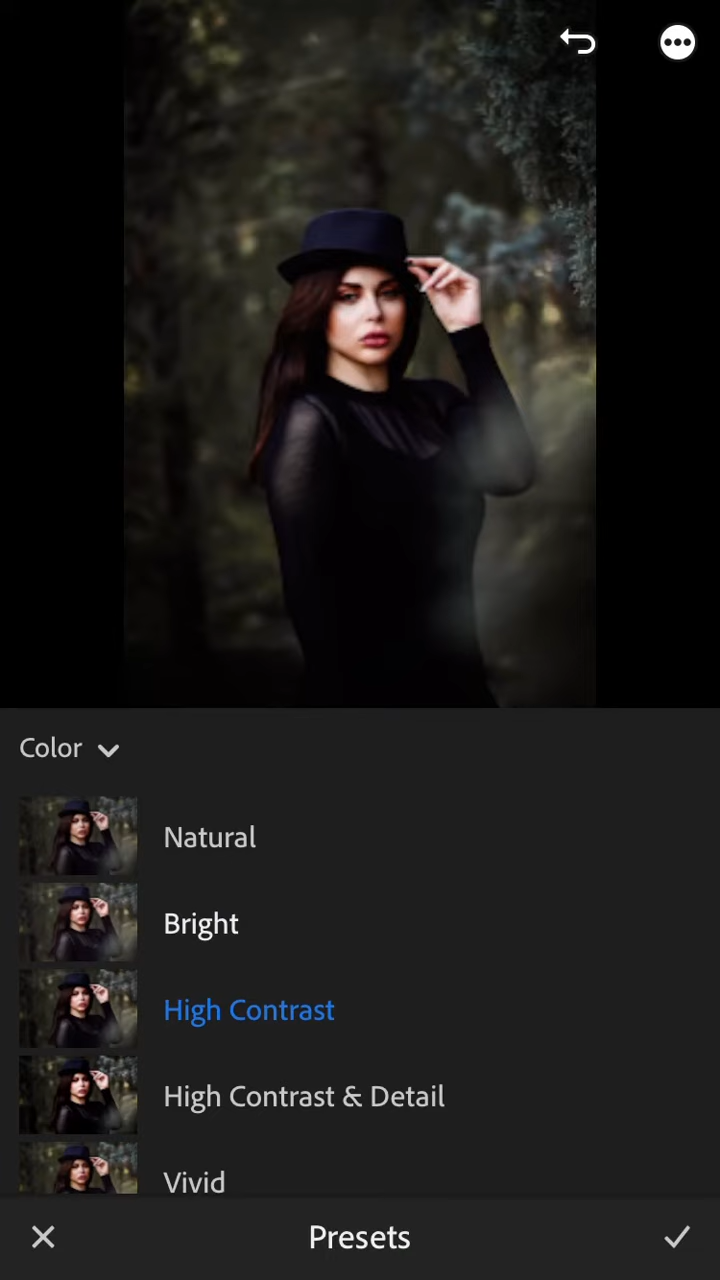 Color
Natural
Bright
High Contrast
High Contrast & Detail
Vivid
Presets